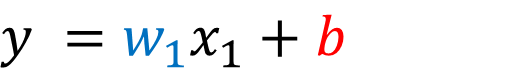 y = w₁x₁ + b